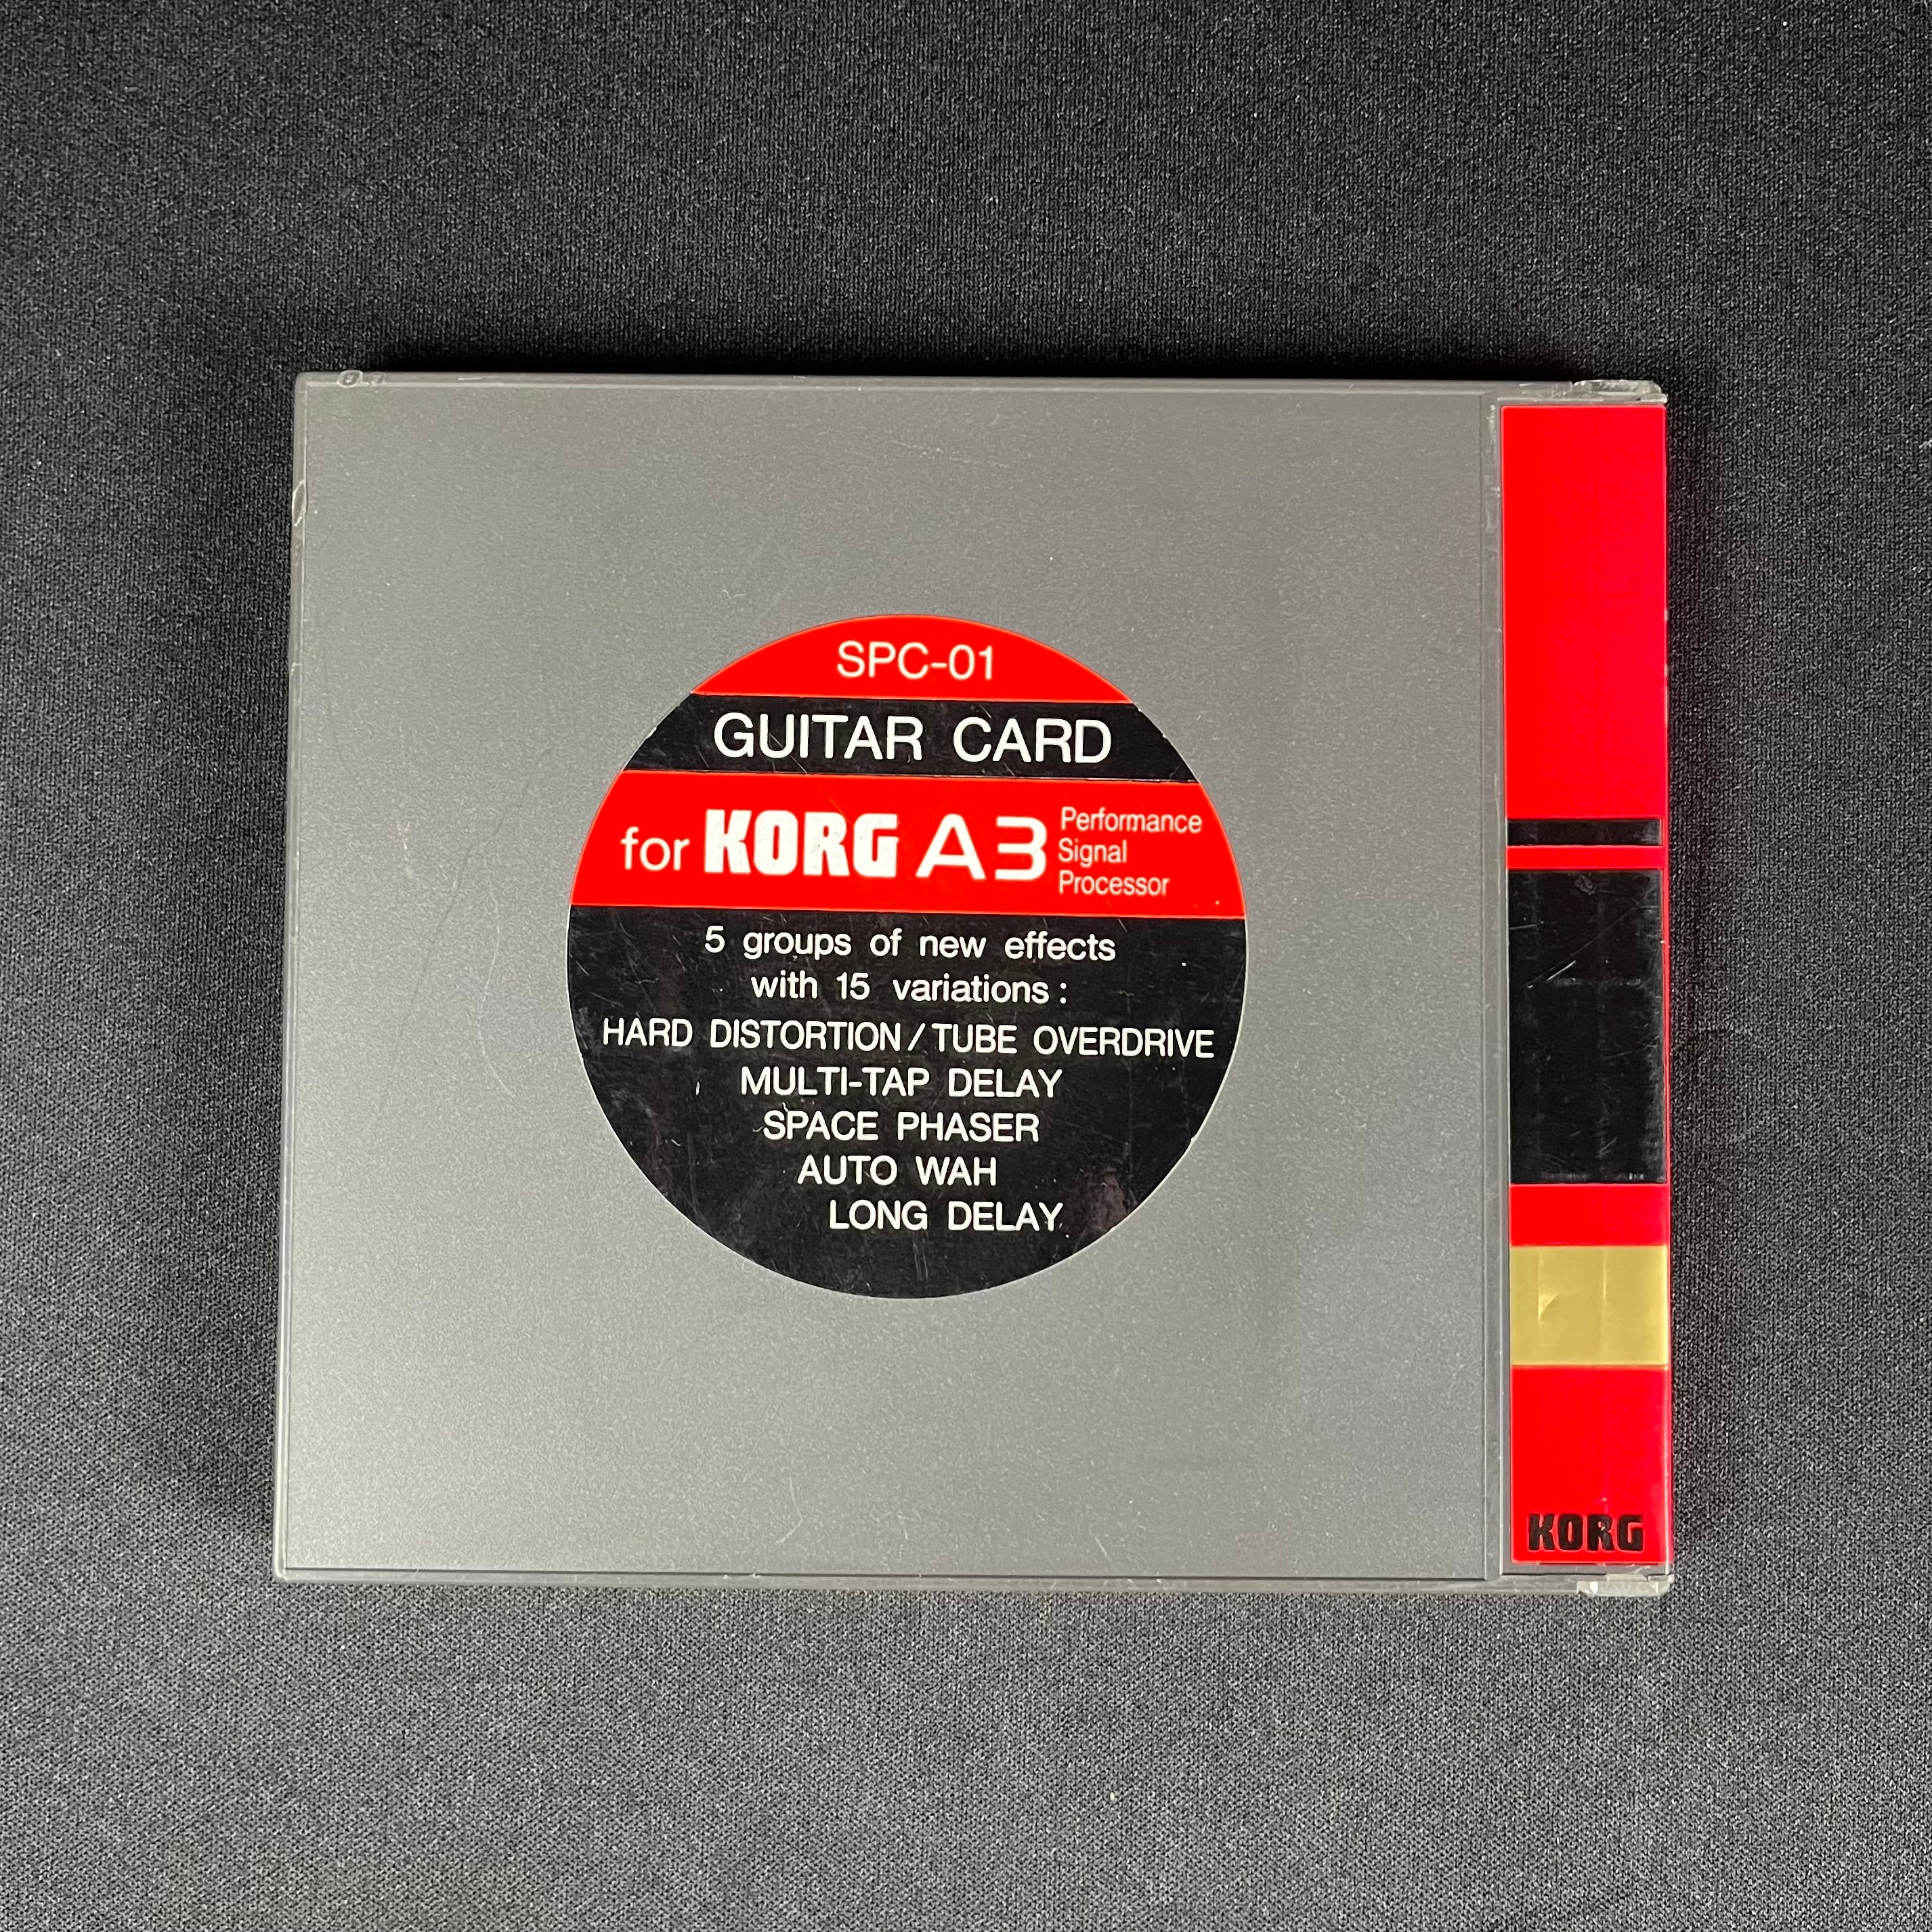 SPC-01
GUITAR CARD
for KORG A3 Performance
Signal
Processor
5 groups of new effects
with 15 variations :
HARD DISTORTION / TUBE OVERDRIVE
MULTI-TAP DELAY
SPACE PHASER
AUTO WAH
LONG DELAY
KORG